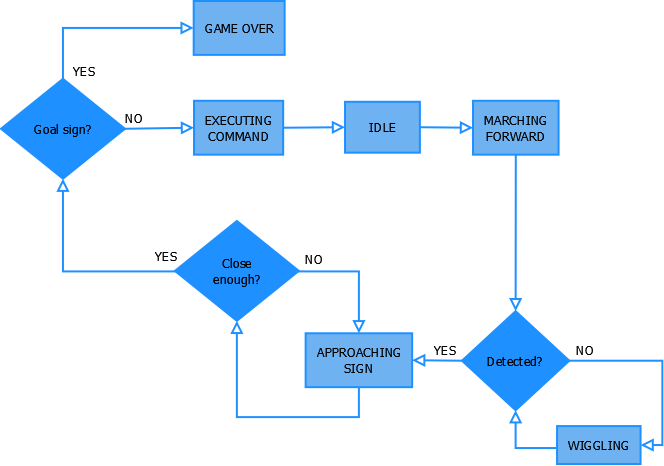 GAME OVER
YES
Goal sign?
NO
EXECUTING
COMMAND
IDLE
MARCHING
FORWARD
YES
Close
enough?
NO
APPROACHING
SIGN
YES
Detected?
NO
WIGGLING